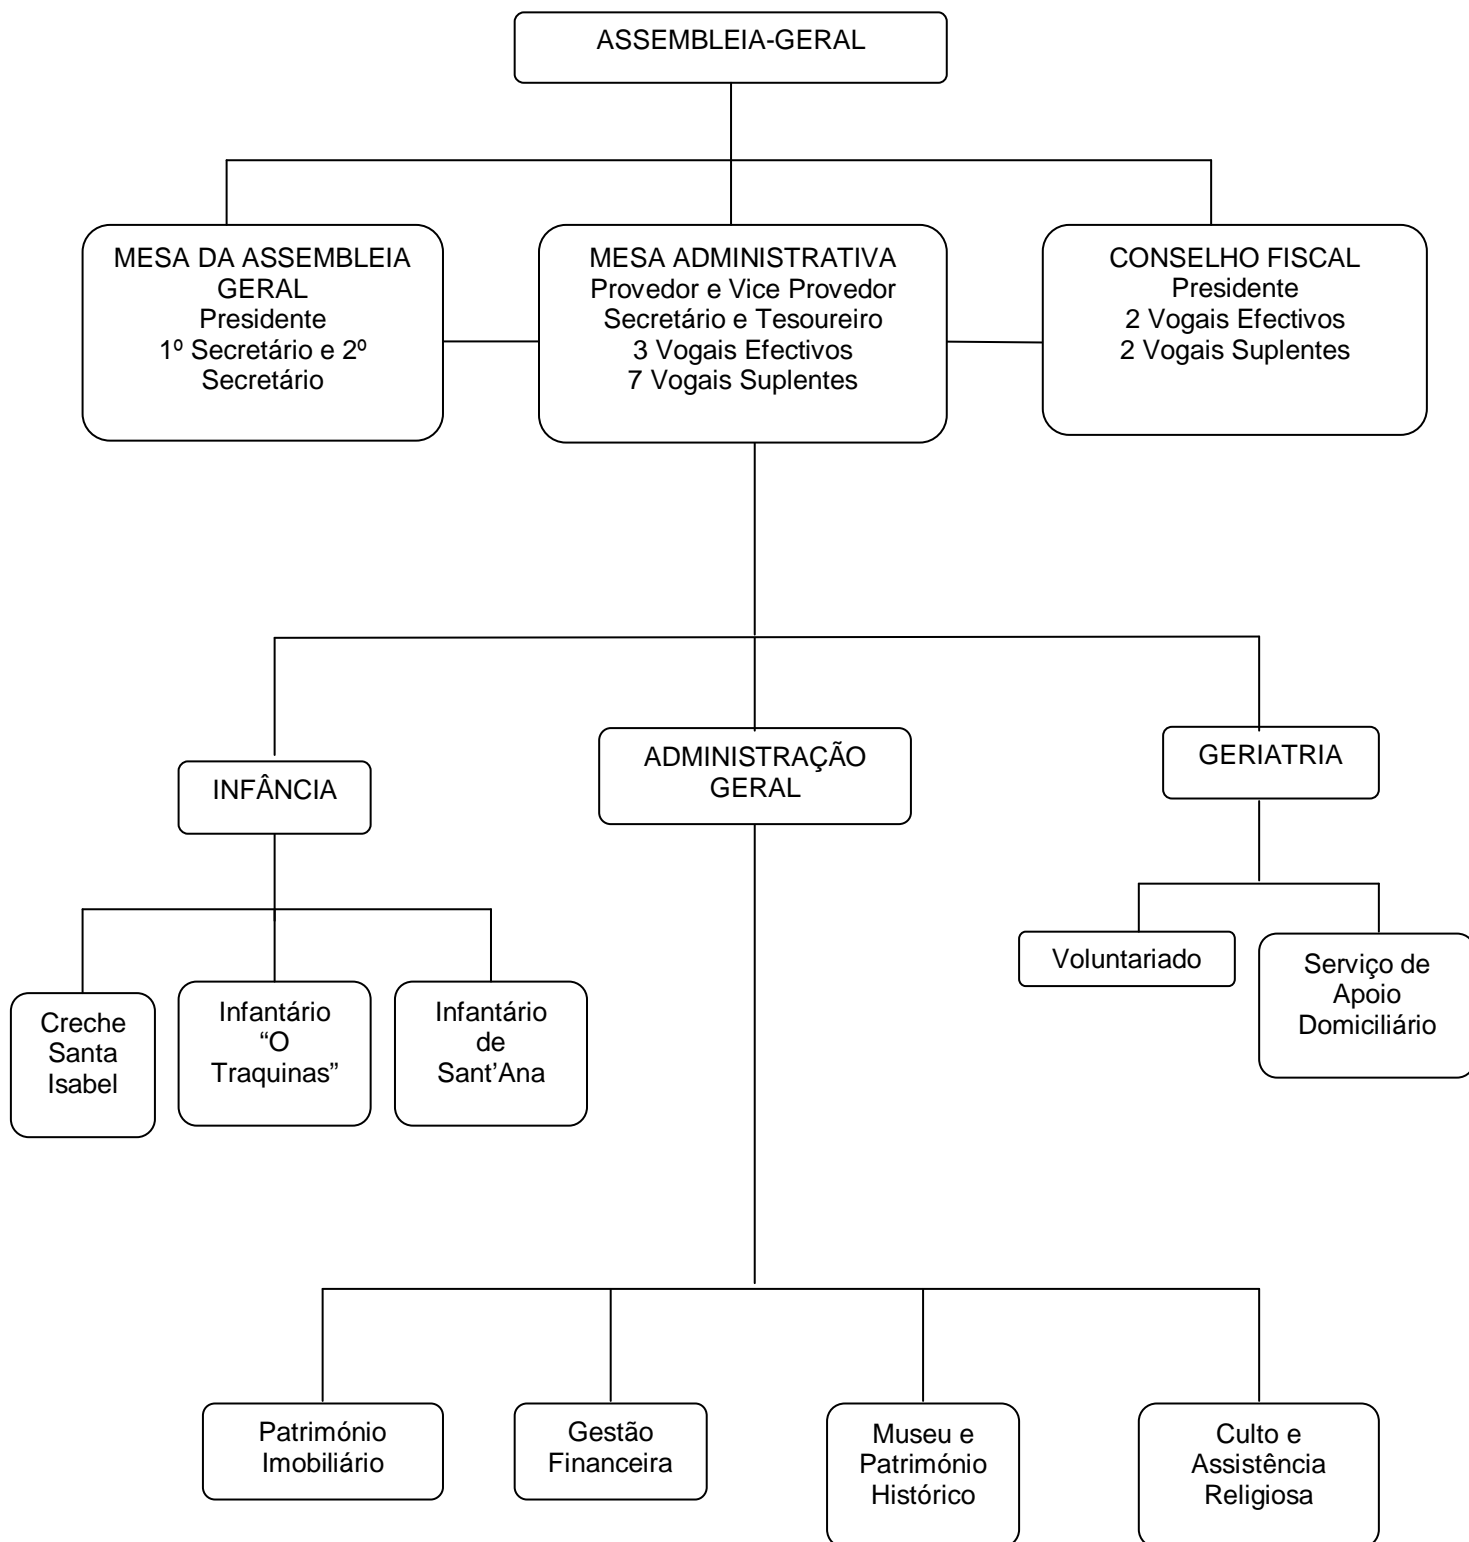 ASSEMBLEIA-GERAL
MESA DA ASSEMBLEIA
GERAL
Presidente
1º Secretário e 2º
Secretário
MESA ADMINISTRATIVA
Provedor e Vice Provedor
Secretário e Tesoureiro
3 Vogais Efectivos
7 Vogais Suplentes
CONSELHO FISCAL
Presidente
2 Vogais Efectivos
2 Vogais Suplentes
INFÂNCIA
ADMINISTRAÇÃO
GERAL
GERIATRIA
Creche
Santa
Isabel
Infantário
“O
Traquinas”
Infantário
de
Sant’Ana
Voluntariado
Serviço de
Apoio
Domiciliário
Património
Imobiliário
Gestão
Financeira
Museu e
Património
Histórico
Culto e
Assistência
Religiosa